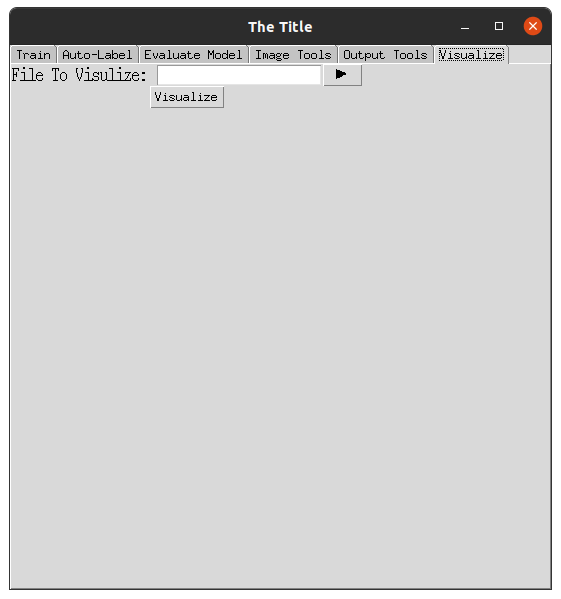 The Title
Train Auto-Label Evaluate Model Image Tools Output Tools Visualize
File To Visulize:
Visualize